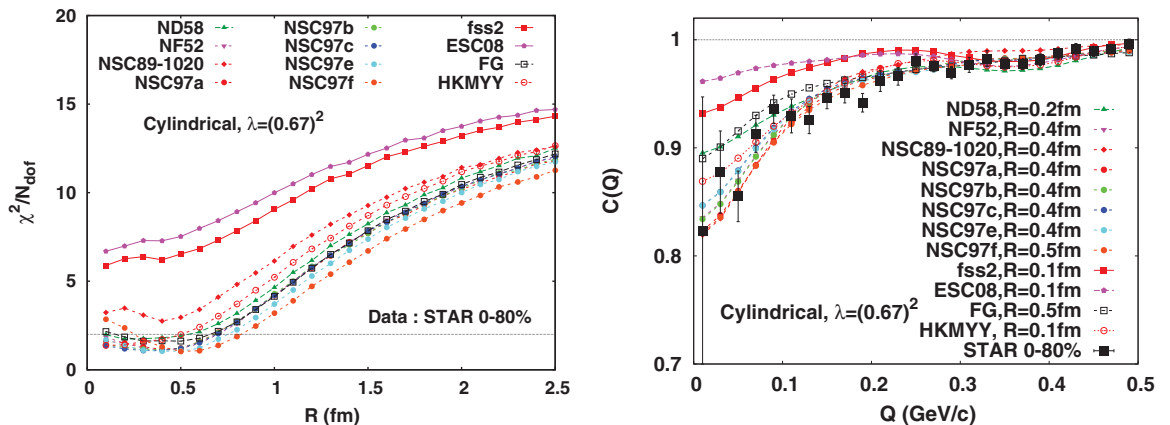 20
15
10
5
0
χ²/N_dof
ND58
NF52
NSC89-1020
NSC97a
NSC97b
NSC97c
NSC97e
NSC97f
fss2
ESC08
FG
HKMYY
Cylindrical, λ=(0.67)²
Data : STAR 0-80%
0 0.5 1 1.5 2 2.5
R (fm)
1
0.9
0.8
0.7
C(Q)
ND58,R=0.2fm
NF52,R=0.4fm
NSC89-1020,R=0.4fm
NSC97a,R=0.4fm
NSC97b,R=0.4fm
NSC97c,R=0.4fm
NSC97e,R=0.4fm
NSC97f,R=0.5fm
fss2,R=0.1fm
ESC08,R=0.1fm
FG,R=0.5fm
HKMYY, R=0.1fm
STAR 0-80%
Cylindrical, λ=(0.67)²
0 0.1 0.2 0.3 0.4 0.5
Q (GeV/c)